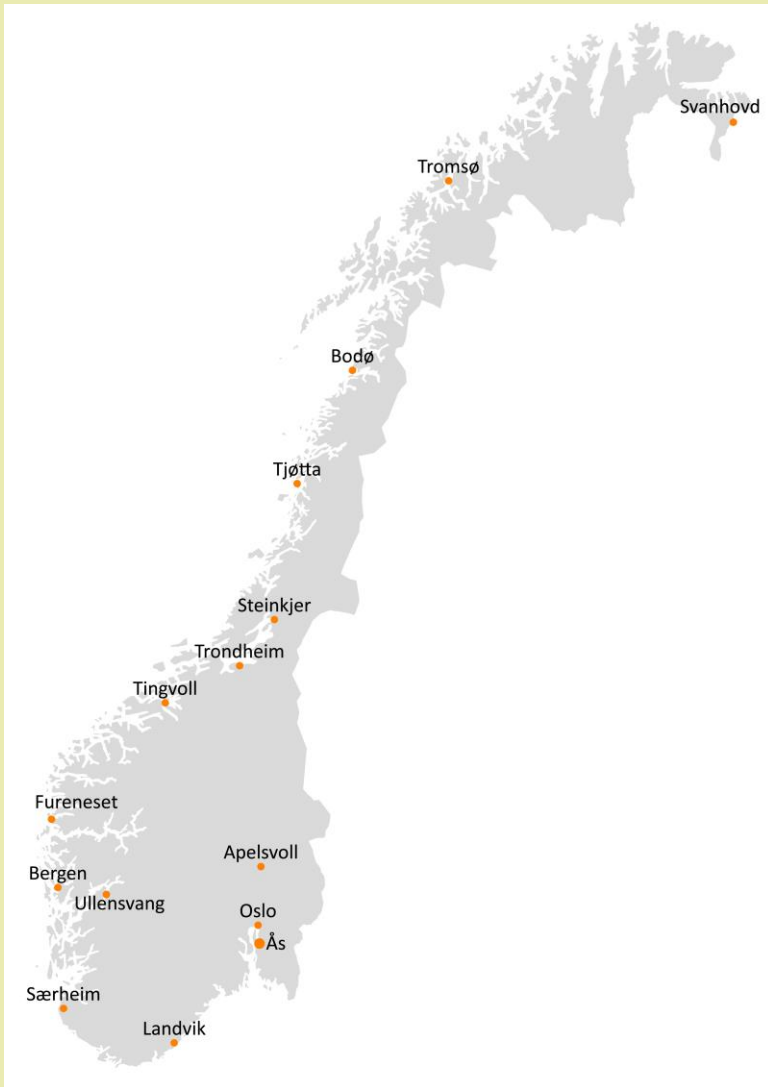 Svanhovd
Tromsø
Bodø
Tjøtta
Steinkjer
Trondheim
Tingvoll
Fureneset
Apelsvoll
Bergen
Ullensvang
Oslo
Ås
Særheim
Landvik